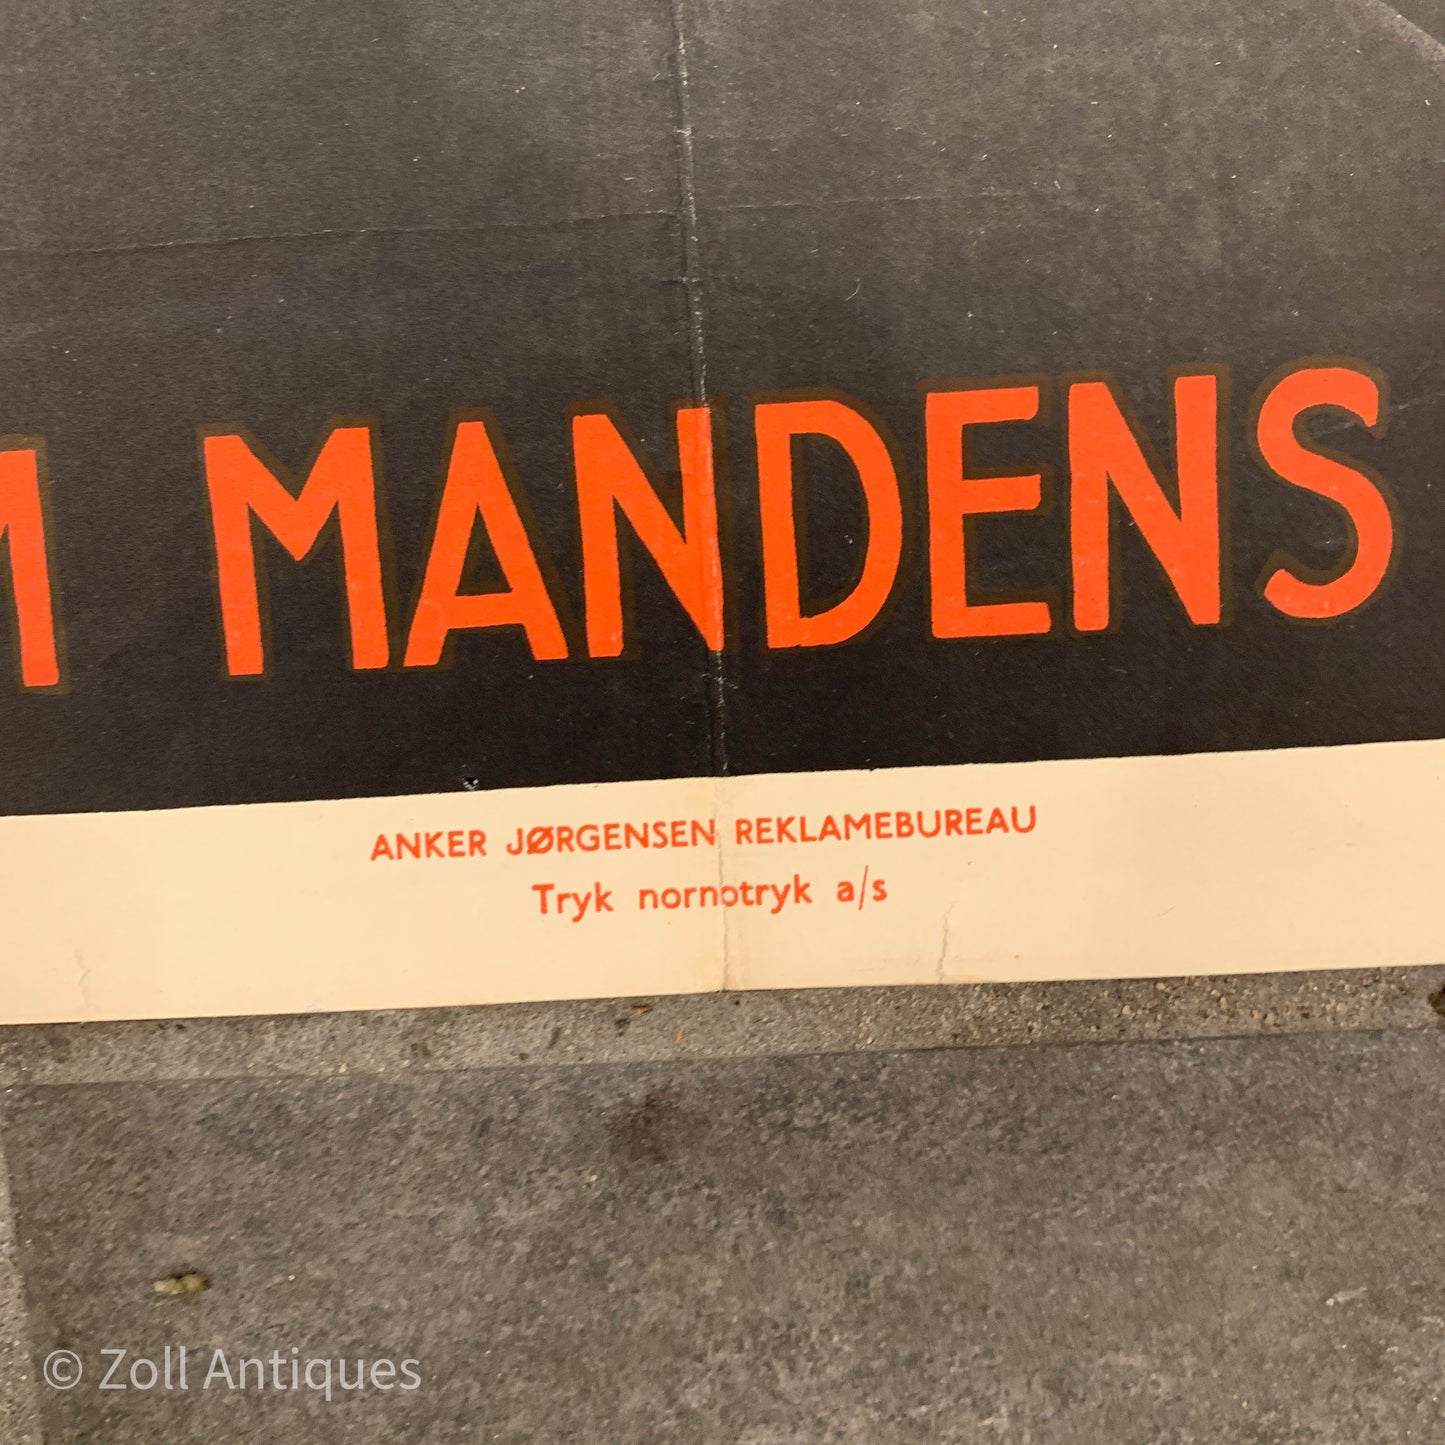 M MANDENS
ANKER JØRGENSEN REKLAMEBUREAU
Tryk nornotryk a/s
© Zoll Antiques